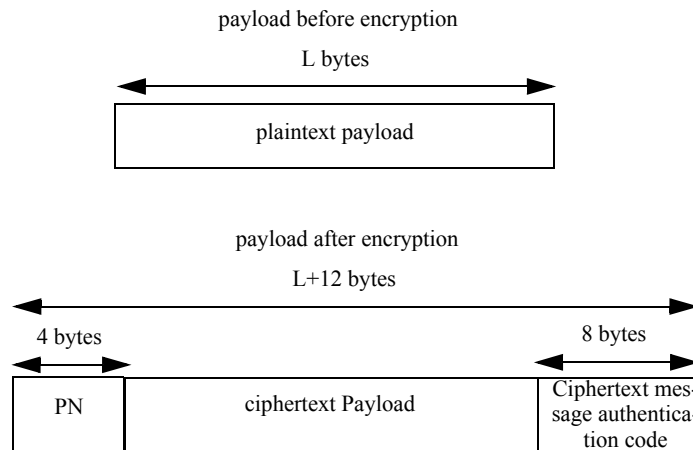 payload before encryption
L bytes
plaintext payload
payload after encryption
L+12 bytes
4 bytes
8 bytes
PN
ciphertext Payload
Ciphertext mes-
sage authentica-
tion code